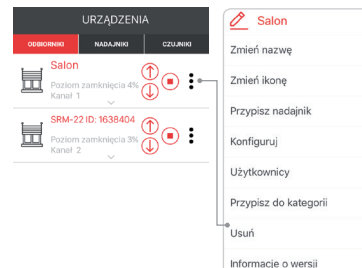 URZĄDZENIA
ODBIORNIKI NADAJNIKI CZUJNIKI
Salon
Poziom zamknięcia 4%
Kanał 1
SRM-22 ID: 1638404
Poziom zamknięcia 3%
Kanał 2
Salon
Zmień nazwę
Zmień ikonę
Przypisz nadajnik
Konfiguruj
Użytkownicy
Przypisz do kategorii
Usuń
Informacje o wersji